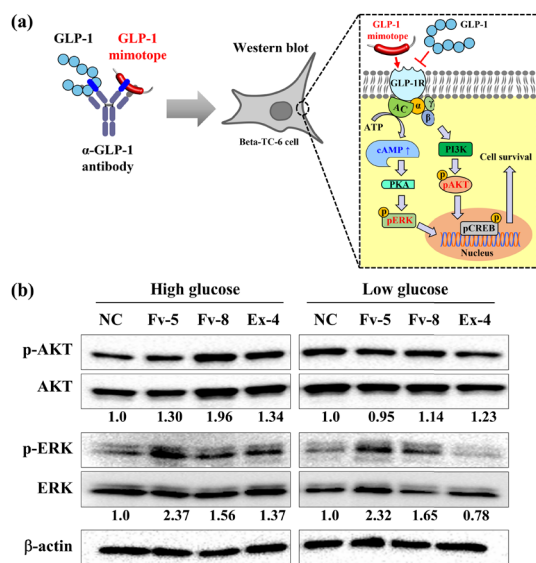 (a)
GLP-1
GLP-1
mimotope
α-GLP-1
antibody
Western blot
Beta-TC-6 cell
GLP-1
mimotope
GLP-1
GLP-1R
AC
α
γ
β
ATP
cAMP ↑
PI3K
Cell survival
PKA
p
pAKT
p
pERK
p
pCREB
Nucleus
(b)
High glucose
Low glucose
NC Fv-5 Fv-8 Ex-4 NC Fv-5 Fv-8 Ex-4
p-AKT
AKT
1.0 1.30 1.96 1.34 1.0 0.95 1.14 1.23
p-ERK
ERK
1.0 2.37 1.56 1.37 1.0 2.32 1.65 0.78
β-actin